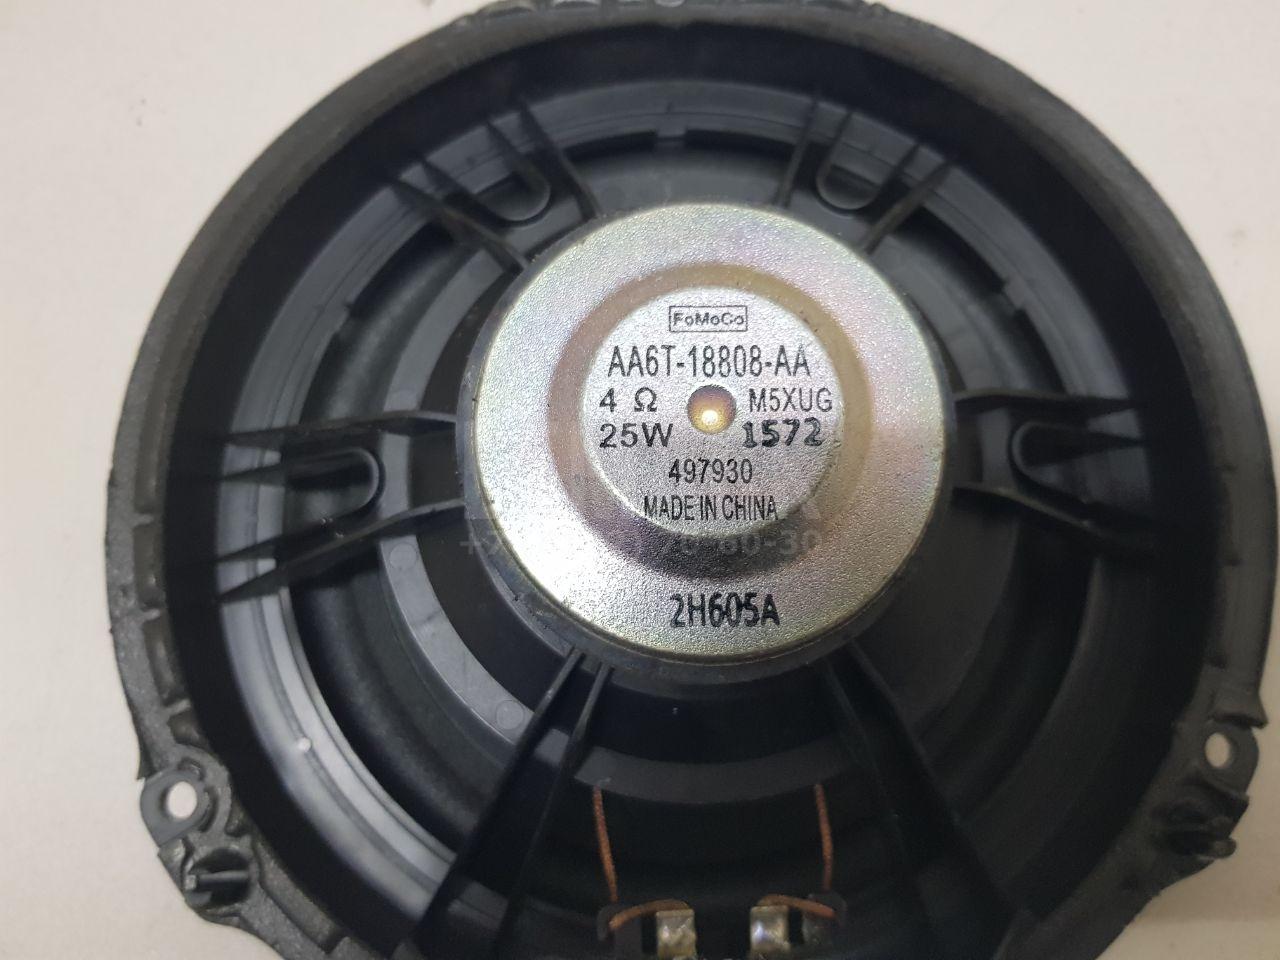 FoMoCo
AA6T-18808-AA
4 Ω M5XUG
25W 1572
497930
MADE IN CHINA
2H605A